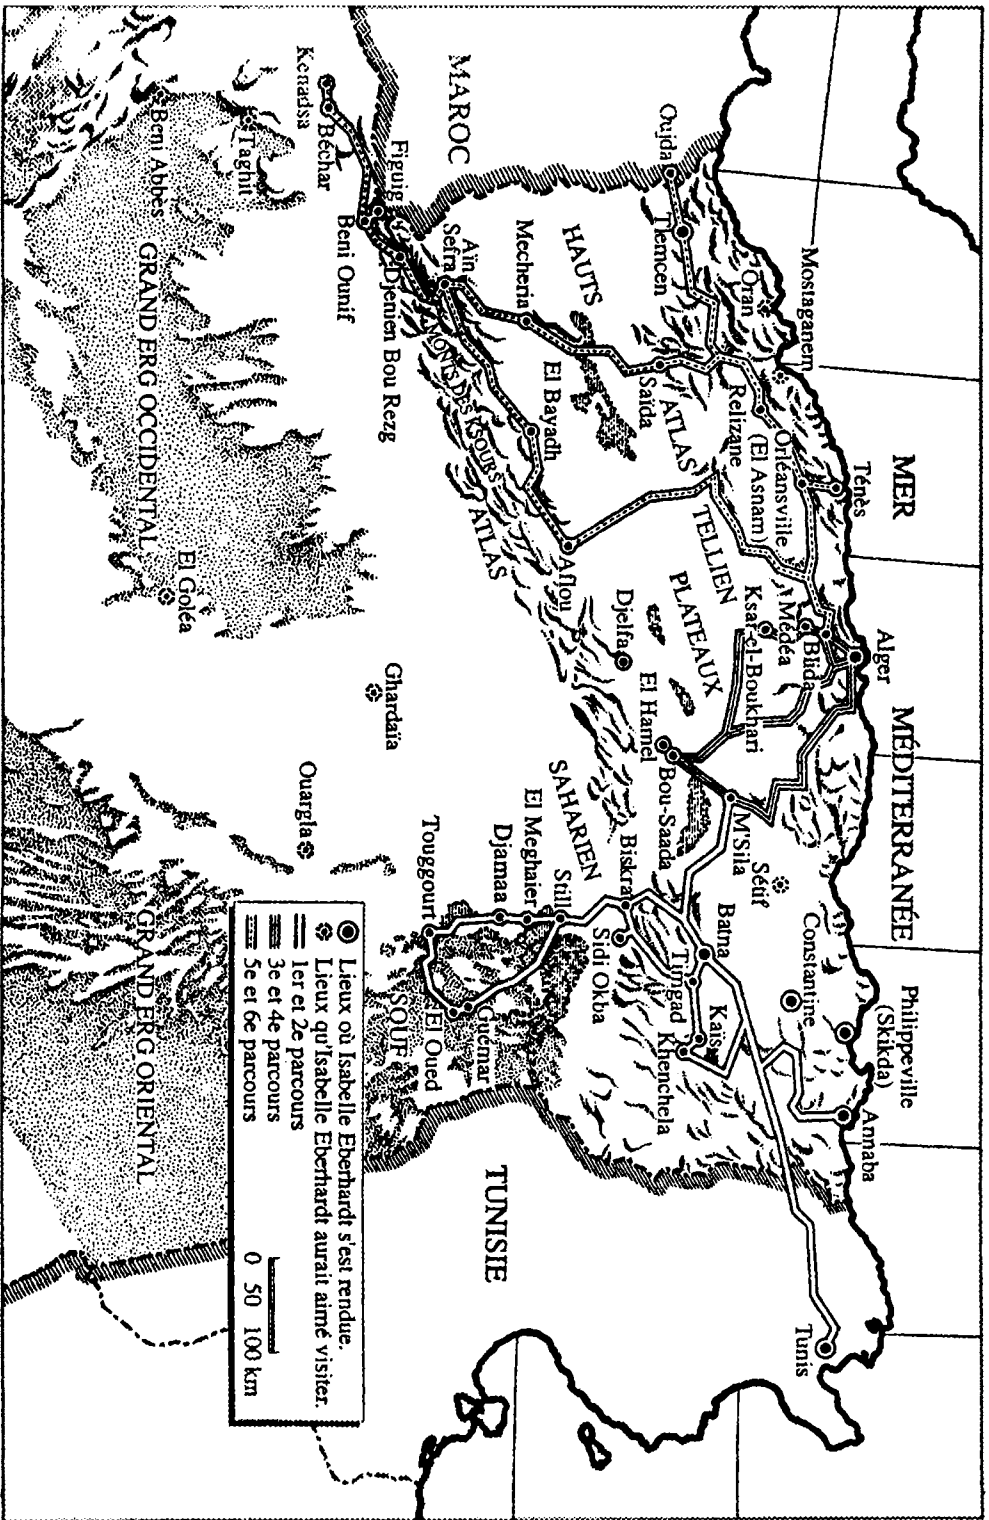 MER
MÉDITERRANÉE
MAROC
TUNISIE
HAUTS
PLATEAUX
ATLAS
TELLIEN
ATLAS
SAHARIEN
MONTS DES KSOURS
GRAND ERG OCCIDENTAL
GRAND ERG ORIENTAL
SOUF
Oujda
Tlemcen
Oran
Mostaganem
Relizane
Orléansville
(El Asnam)
Ténès
Alger
Blida
Médéa
Ksar-el-Boukhari
Saïda
Mecheria
Aïn
Sefra
El Bayadh
Aflou
Djelfa
El Hamel
Bou-Saada
M'Sila
Sétif
Constantine
Philippeville
(Skikda)
Annaba
Tunis
Batna
Timgad
Kaïs
Khenchela
Biskra
Sidi Okba
Still
El Meghaier
Djamaa
Touggourt
Guémar
El Oued
Figuig
Djenien Bou Rezg
Beni Ounif
Béchar
Kenadsa
Taghit
Beni Abbes
El Goléa
Ghardaïa
Ouargla
Lieux où Isabelle Eberhardt s'est rendue.
Lieux qu'Isabelle Eberhardt aurait aimé visiter.
1er et 2e parcours
3e et 4e parcours
5e et 6e parcours
0 50 100 km